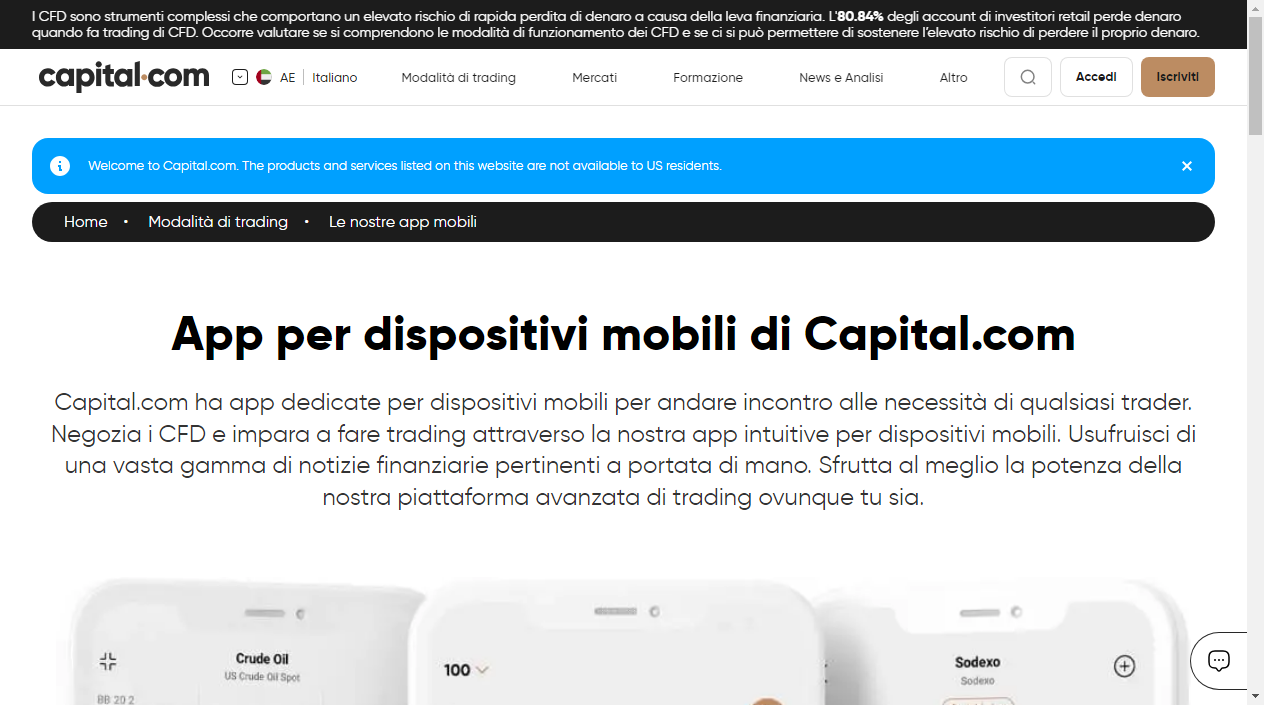 I CFD sono strumenti complessi che comportano un elevato rischio di rapida perdita di denaro a causa della leva finanziaria. L'80.84% degli account di investitori retail perde denaro
quando fa trading di CFD. Occorre valutare se si comprendono le modalità di funzionamento dei CFD e se ci si può permettere di sostenere l'elevato rischio di perdere il proprio denaro.
capital.com AE Italiano Modalità di trading Mercati Formazione News e Analisi Altro Accedi Iscriviti
Welcome to Capital.com. The products and services listed on this website are not available to US residents.
Home • Modalità di trading • Le nostre app mobili
App per dispositivi mobili di Capital.com
Capital.com ha app dedicate per dispositivi mobili per andare incontro alle necessità di qualsiasi trader.
Negozia i CFD e impara a fare trading attraverso la nostra app intuitive per dispositivi mobili. Usufruisci di
una vasta gamma di notizie finanziarie pertinenti a portata di mano. Sfrutta al meglio la potenza della
nostra piattaforma avanzata di trading ovunque tu sia.
Crude Oil
US Crude Oil Spot
BB 20 2
100
Sodexo
Sodexo